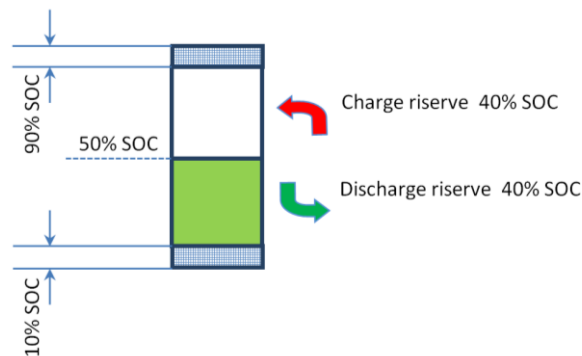 90% SOC
Charge riserve 40% SOC
50% SOC
Discharge riserve 40% SOC
10% SOC